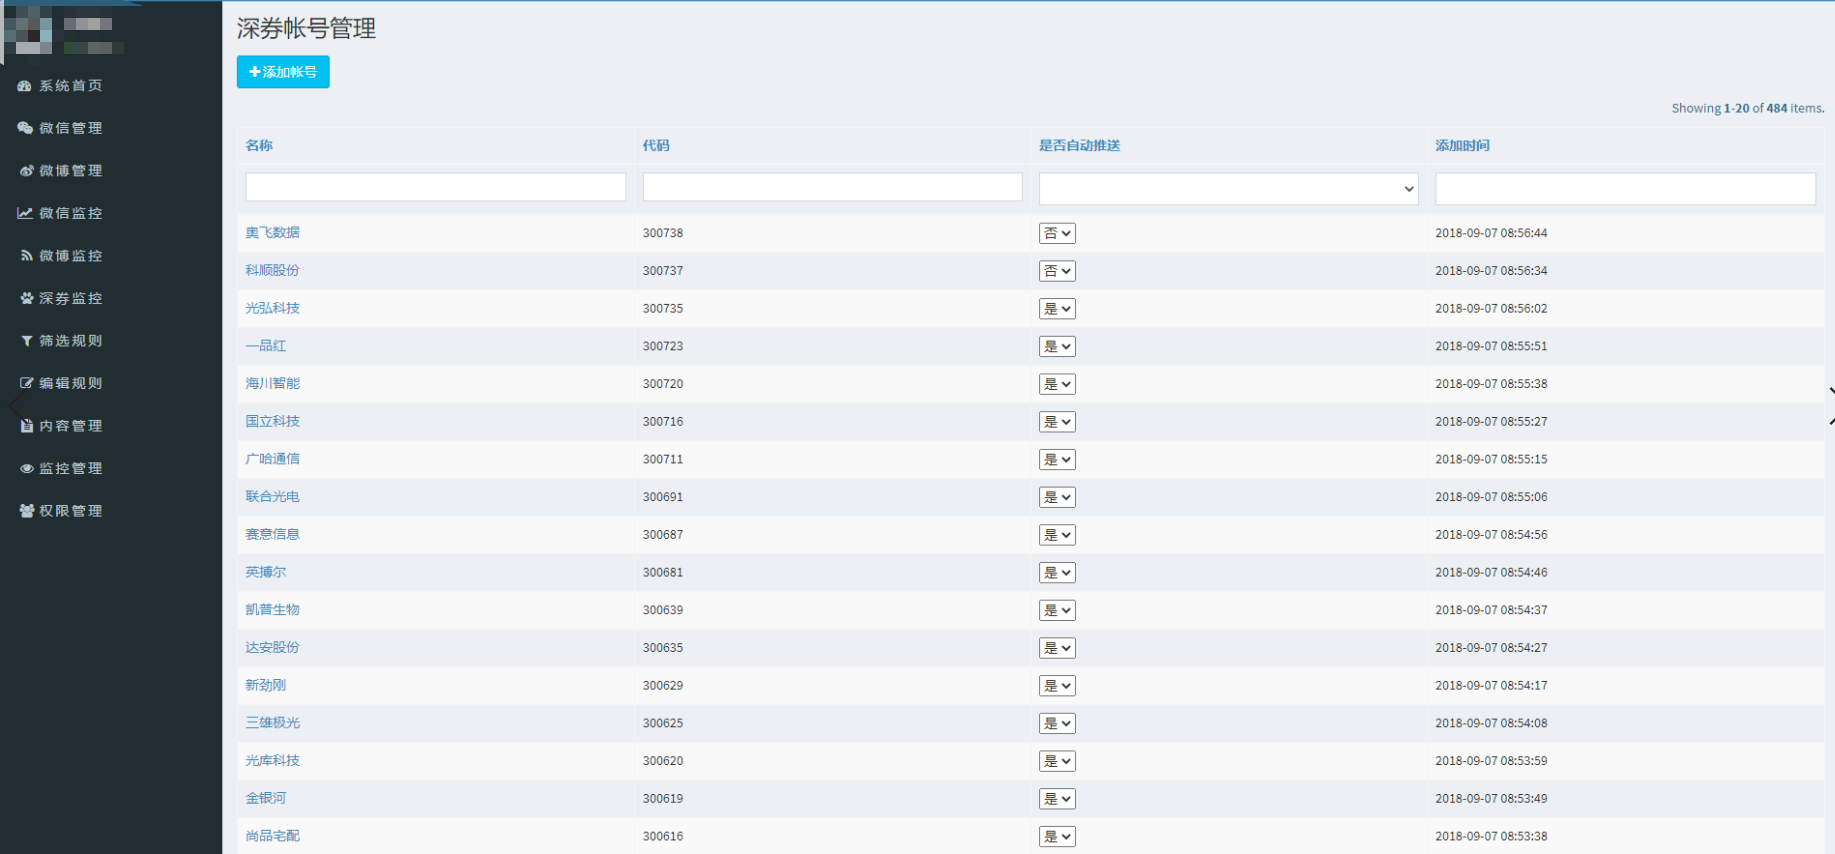 深券帐号管理
添加帐号
系统首页
微信管理
微博管理
微信监控
微博监控
深券监控
筛选规则
编辑规则
内容管理
监控管理
权限管理
Showing 1-20 of 484 items.
名称 代码 是否自动推送 添加时间
奥飞数据 300738 否 2018-09-07 08:56:44
科顺股份 300737 否 2018-09-07 08:56:34
光弘科技 300735 是 2018-09-07 08:56:02
一品红 300723 是 2018-09-07 08:55:51
海川智能 300720 是 2018-09-07 08:55:38
国立科技 300716 是 2018-09-07 08:55:27
广哈通信 300711 是 2018-09-07 08:55:15
联合光电 300691 是 2018-09-07 08:55:06
赛意信息 300687 是 2018-09-07 08:54:56
英搏尔 300681 是 2018-09-07 08:54:46
凯普生物 300639 是 2018-09-07 08:54:37
达安股份 300635 是 2018-09-07 08:54:27
新劲刚 300629 是 2018-09-07 08:54:17
三雄极光 300625 是 2018-09-07 08:54:08
光库科技 300620 是 2018-09-07 08:53:59
金银河 300619 是 2018-09-07 08:53:49
尚品宅配 300616 是 2018-09-07 08:53:38